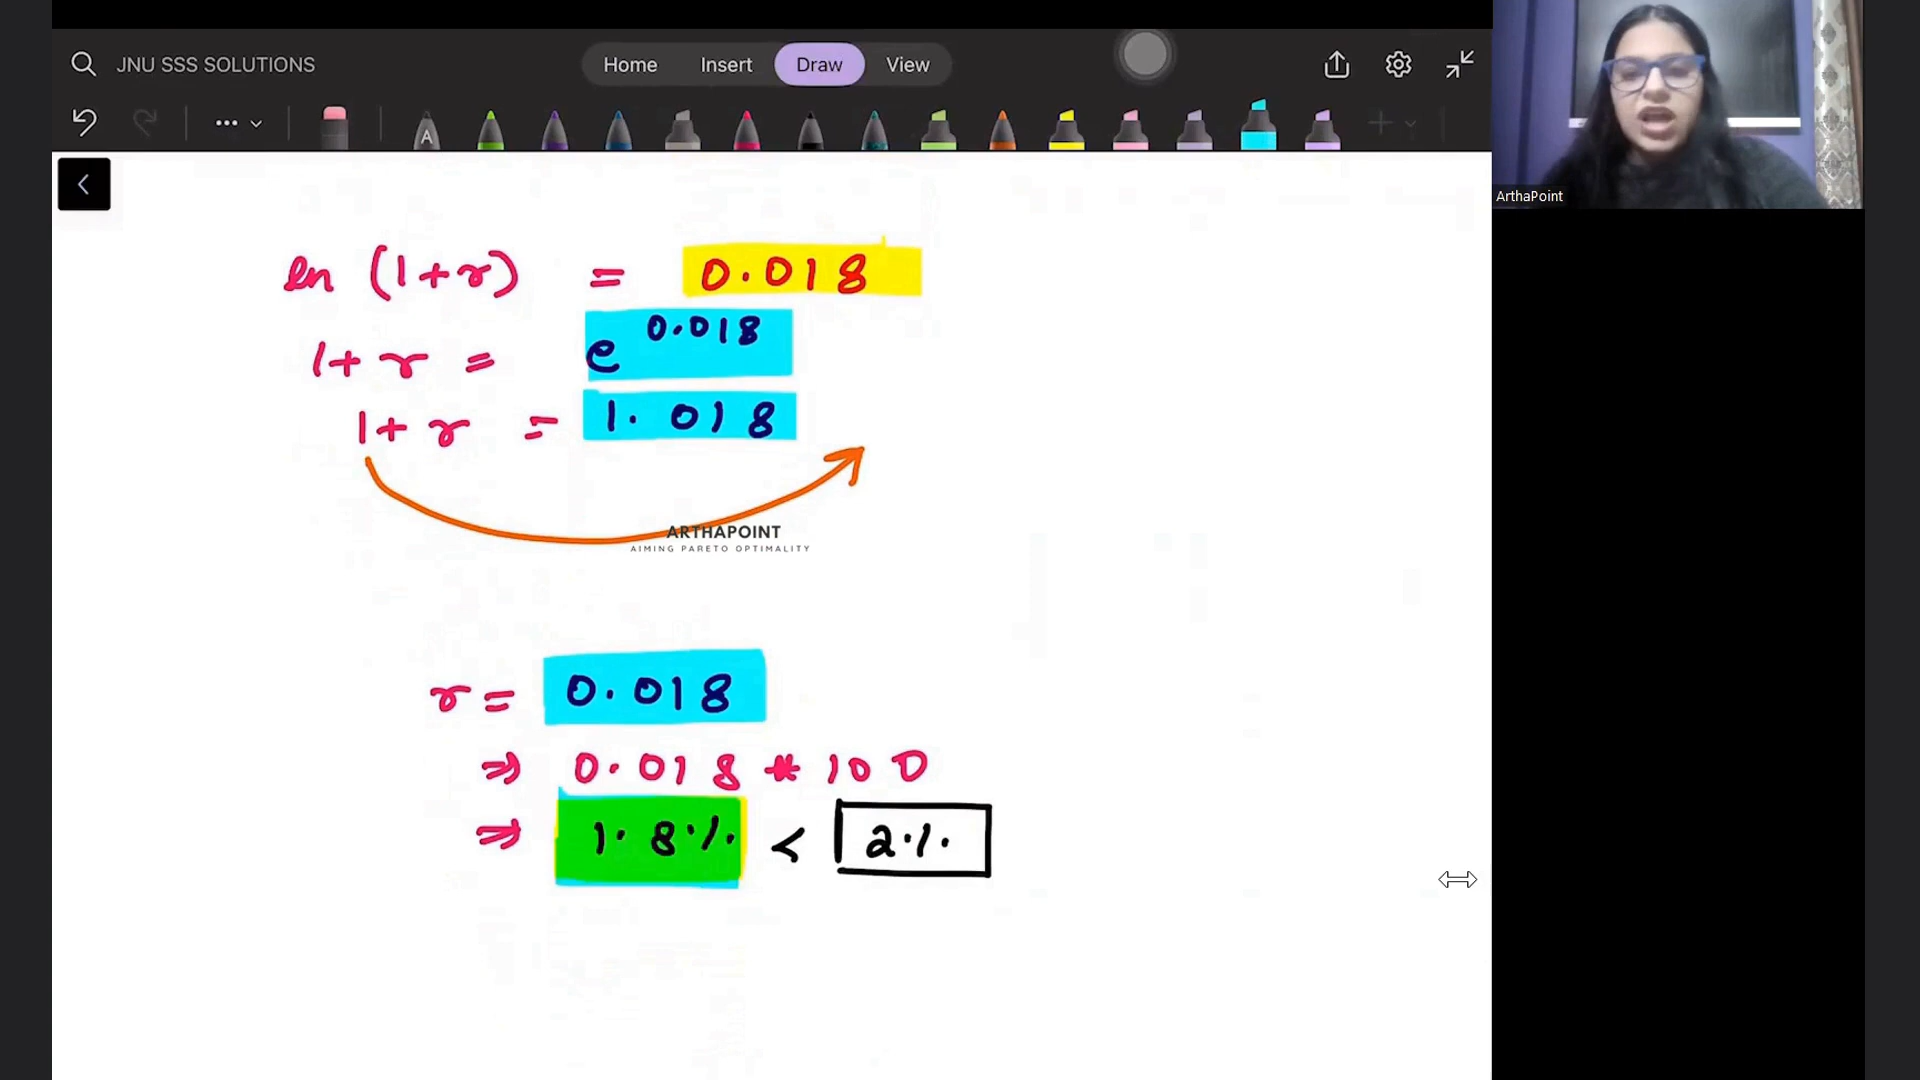 JNU SSS SOLUTIONS
Home Insert Draw View
A
ArthaPoint
ln (1+r) = 0.018
1+ r = e^0.018
1+ r = 1.018
ARTHAPOINT
AIMING PARETO OPTIMALITY
r = 0.018
⇒ 0.018 * 100
⇒ 1.8% < 2%